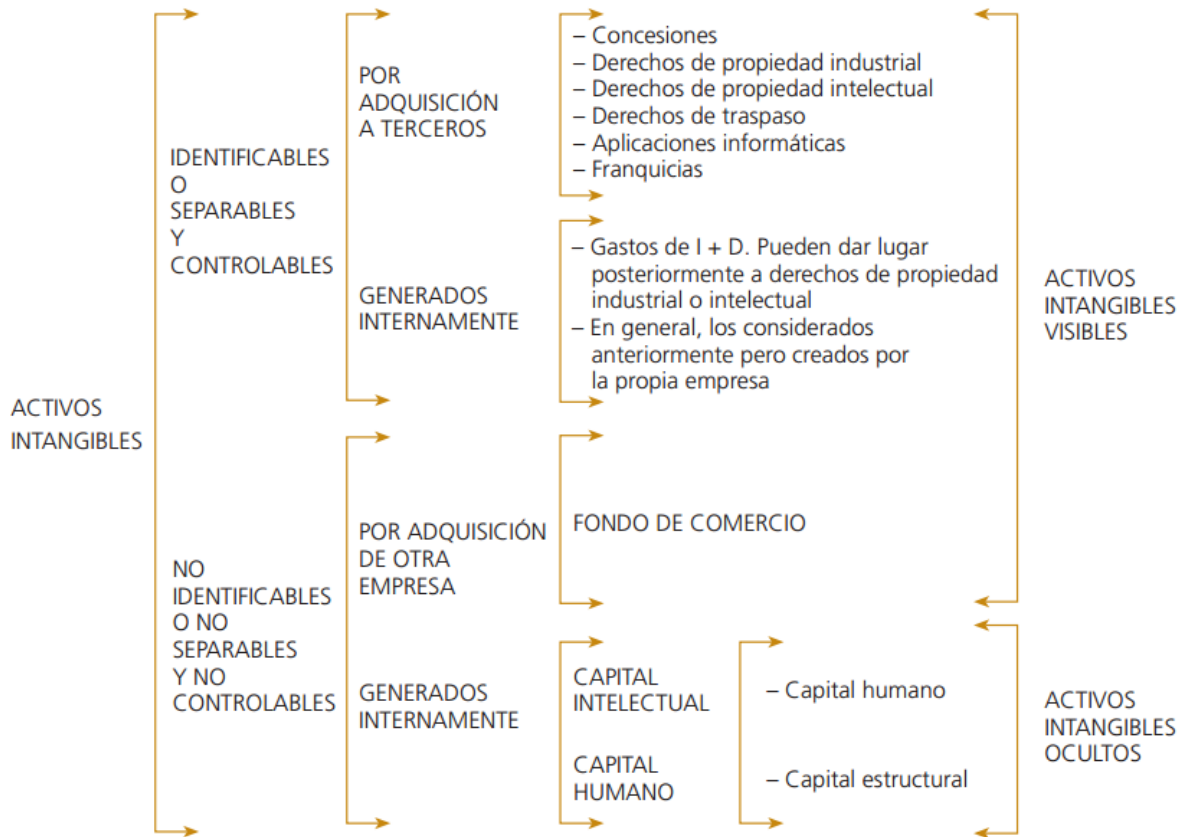 ACTIVOS
INTANGIBLES
IDENTIFICABLES
O
SEPARABLES
Y
CONTROLABLES
POR
ADQUISICIÓN
A TERCEROS
– Concesiones
– Derechos de propiedad industrial
– Derechos de propiedad intelectual
– Derechos de traspaso
– Aplicaciones informáticas
– Franquicias
GENERADOS
INTERNAMENTE
– Gastos de I + D. Pueden dar lugar
posteriormente a derechos de propiedad
industrial o intelectual
– En general, los considerados
anteriormente pero creados por
la propia empresa
ACTIVOS
INTANGIBLES
VISIBLES
NO
IDENTIFICABLES
O NO
SEPARABLES
Y NO
CONTROLABLES
POR ADQUISICIÓN
DE OTRA
EMPRESA
FONDO DE COMERCIO
GENERADOS
INTERNAMENTE
CAPITAL
INTELECTUAL
CAPITAL
HUMANO
– Capital humano
– Capital estructural
ACTIVOS
INTANGIBLES
OCULTOS